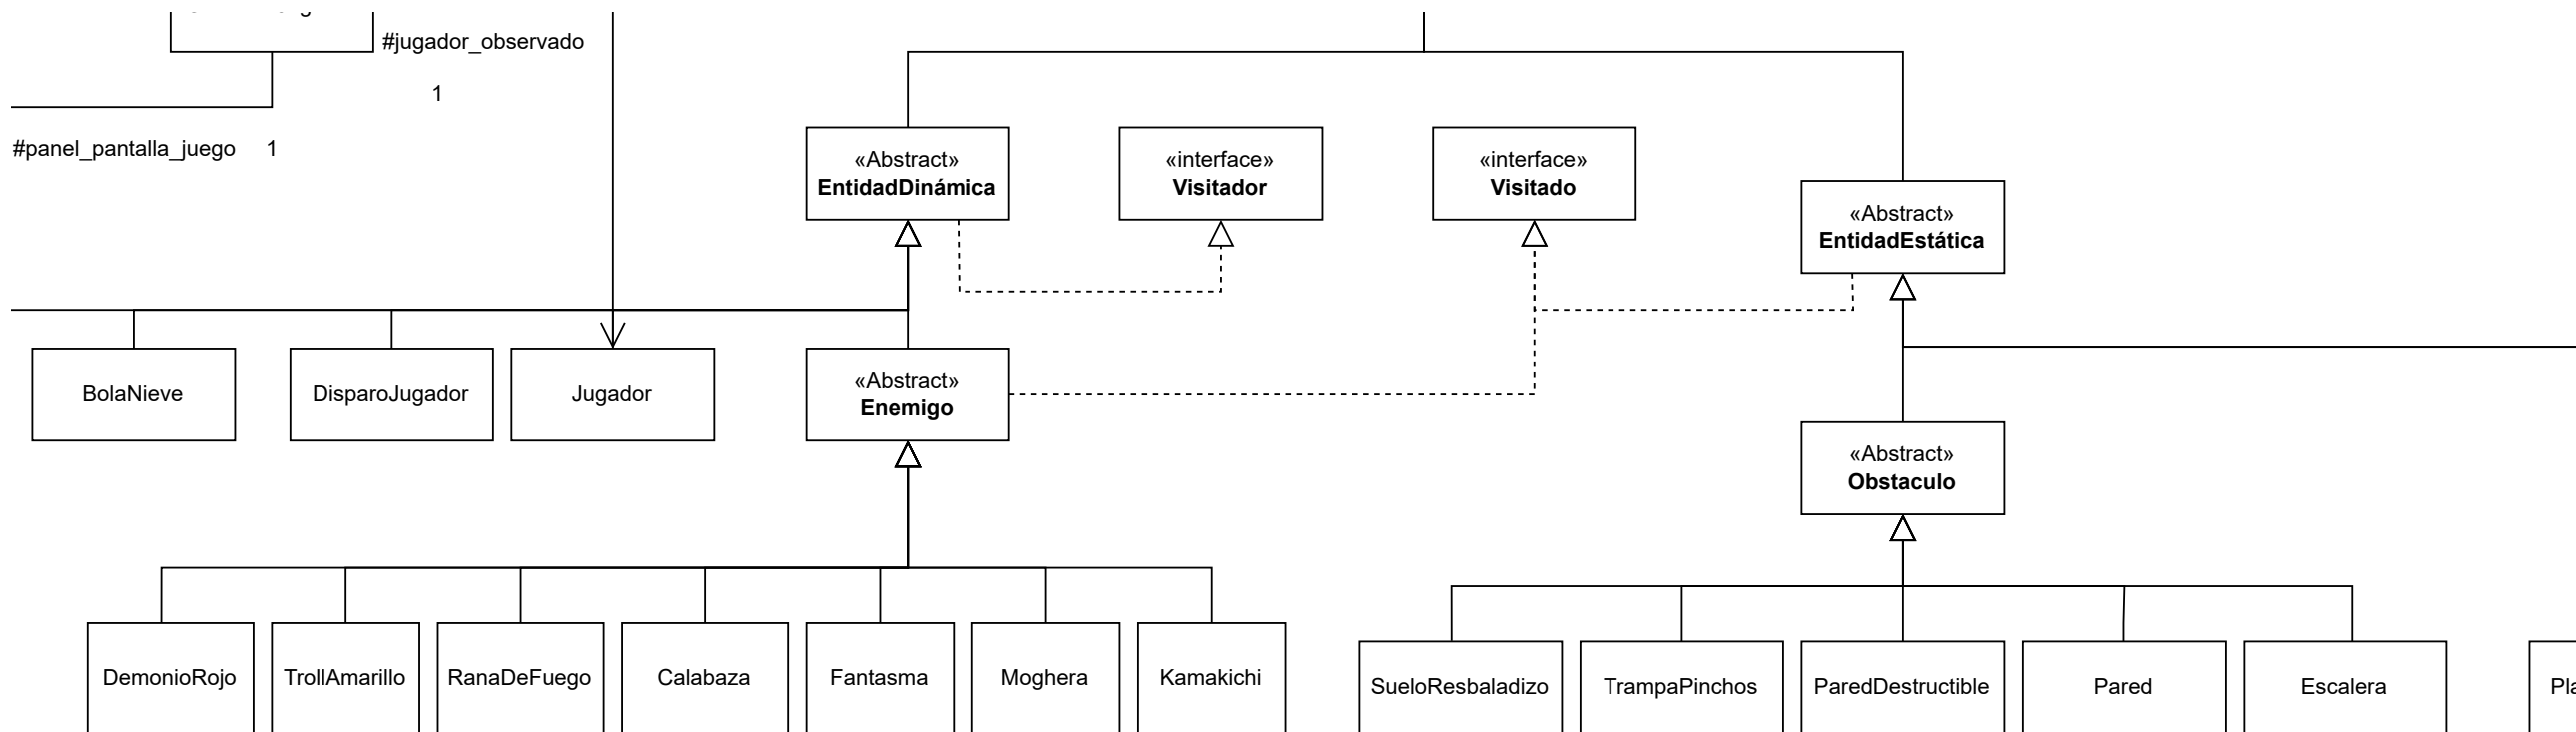 #jugador_observado
1
#panel_pantalla_juego 1
«Abstract»
EntidadDinámica
«interface»
Visitador
«interface»
Visitado
«Abstract»
EntidadEstática
BolaNieve
DisparoJugador
Jugador
«Abstract»
Enemigo
«Abstract»
Obstaculo
DemonioRojo
TrollAmarillo
RanaDeFuego
Calabaza
Fantasma
Moghera
Kamakichi
SueloResbaladizo
TrampaPinchos
ParedDestructible
Pared
Escalera